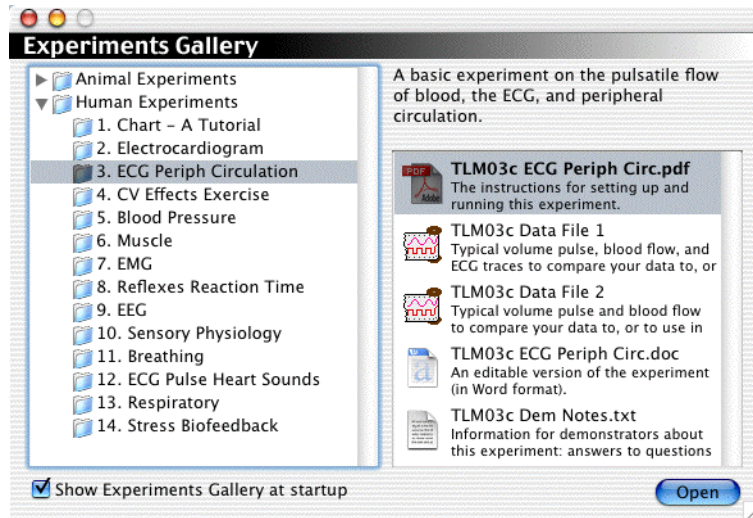 Experiments Gallery
Animal Experiments
Human Experiments
1. Chart – A Tutorial
2. Electrocardiogram
3. ECG Periph Circulation
4. CV Effects Exercise
5. Blood Pressure
6. Muscle
7. EMG
8. Reflexes Reaction Time
9. EEG
10. Sensory Physiology
11. Breathing
12. ECG Pulse Heart Sounds
13. Respiratory
14. Stress Biofeedback
A basic experiment on the pulsatile flow
of blood, the ECG, and peripheral
circulation.
PDF
Adobe
TLM03c ECG Periph Circ.pdf
The instructions for setting up and
running this experiment.
TLM03c Data File 1
Typical volume pulse, blood flow, and
ECG traces to compare your data to, or
TLM03c Data File 2
Typical volume pulse and blood flow
to compare your data to, or to use in
TLM03c ECG Periph Circ.doc
An editable version of the experiment
(in Word format).
TLM03c Dem Notes.txt
Information for demonstrators about
this experiment: answers to questions
Show Experiments Gallery at startup
Open